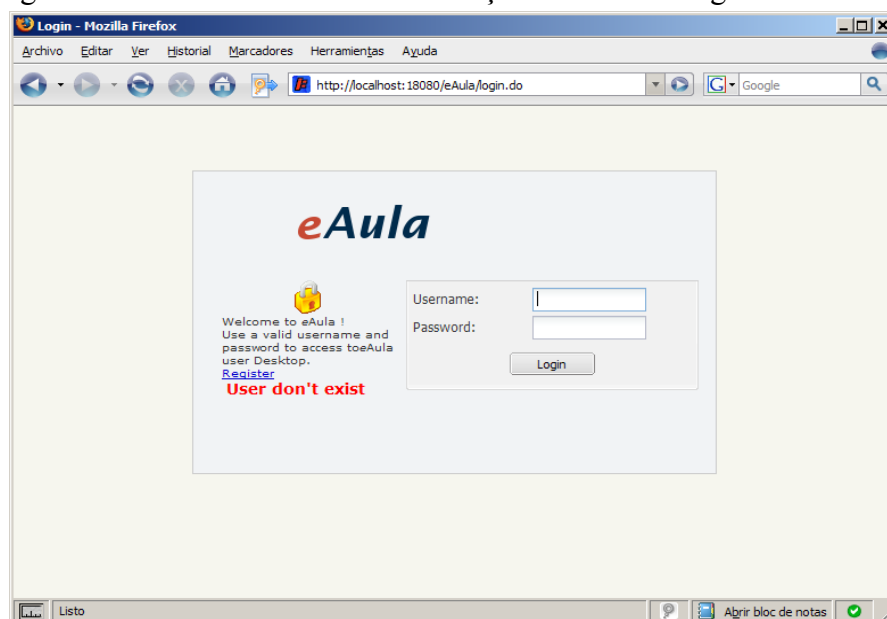 Login - Mozilla Firefox
Archivo Editar Ver Historial Marcadores Herramientas Ayuda
http://localhost:18080/eAula/login.do
G Google
eAula
Username:
Password:
Welcome to eAula !
Use a valid username and
password to access toeAula
user Desktop.
Register
User don't exist
Login
Listo
Abrir bloc de notas